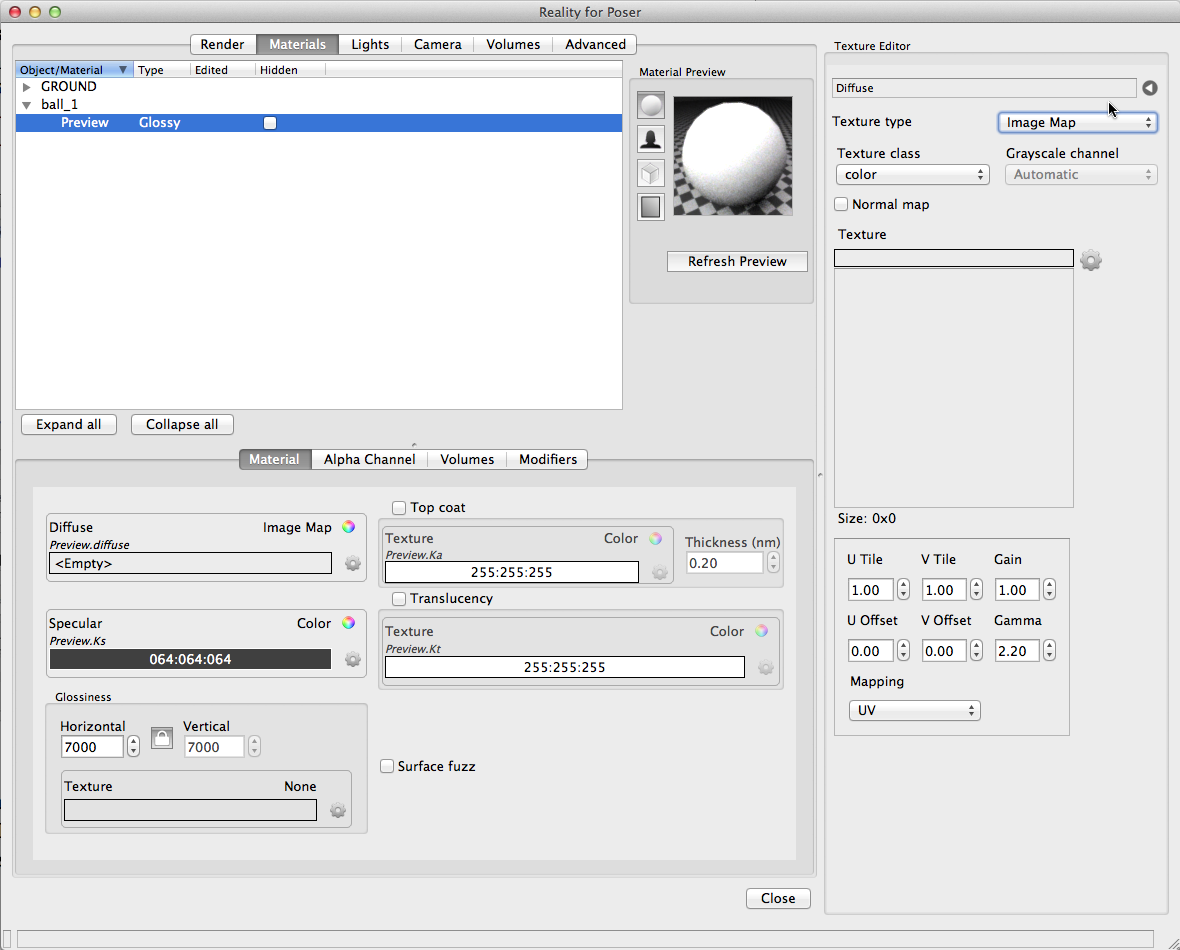 Reality for Poser
Render Materials Lights Camera Volumes Advanced
Object/Material Type Edited Hidden
GROUND
ball_1
Preview Glossy
Expand all Collapse all
Material Preview
Refresh Preview
Material Alpha Channel Volumes Modifiers
Diffuse Image Map
Preview.diffuse
<Empty>
Specular Color
Preview.Ks
064:064:064
Glossiness
Horizontal Vertical
7000 7000
Texture None
Top coat
Texture Color
Preview.Ka
255:255:255
Thickness (nm)
0.20
Translucency
Texture Color
Preview.Kt
255:255:255
Surface fuzz
Close
Texture Editor
Diffuse
Texture type Image Map
Texture class Grayscale channel
color Automatic
Normal map
Texture
Size: 0x0
U Tile V Tile Gain
1.00 1.00 1.00
U Offset V Offset Gamma
0.00 0.00 2.20
Mapping
UV